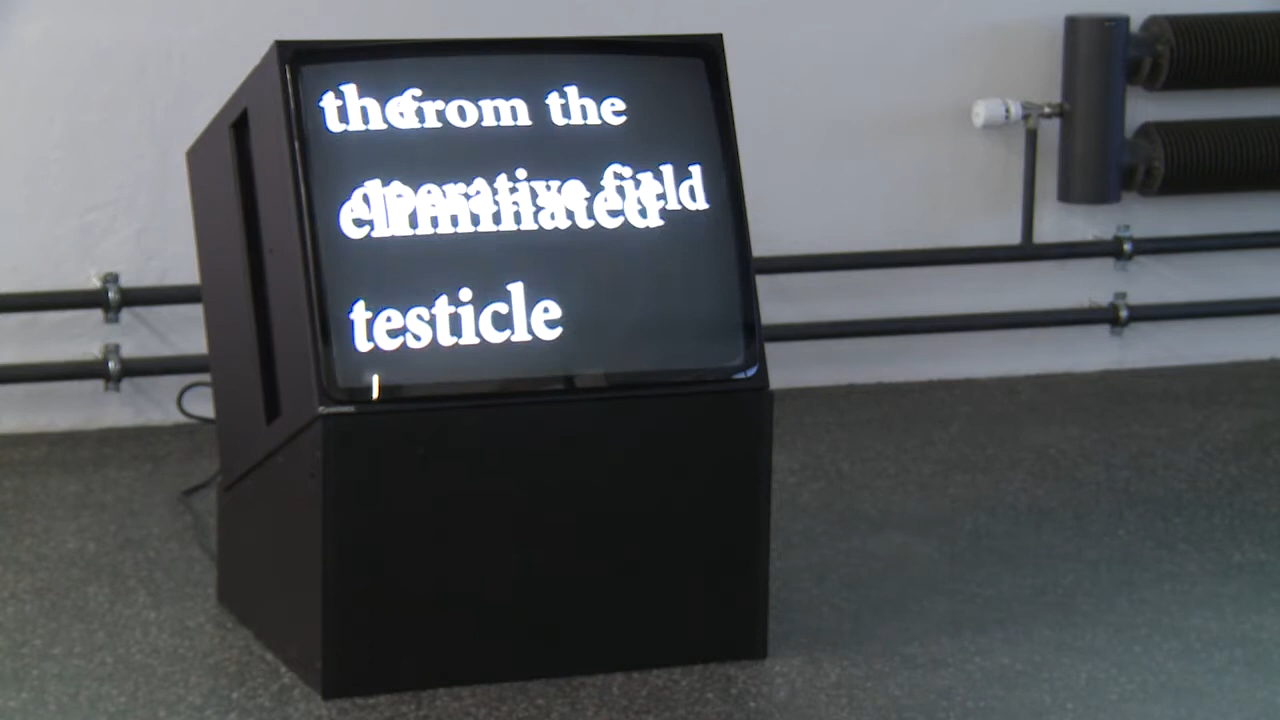 the from the
operative field
eliminated
testicle